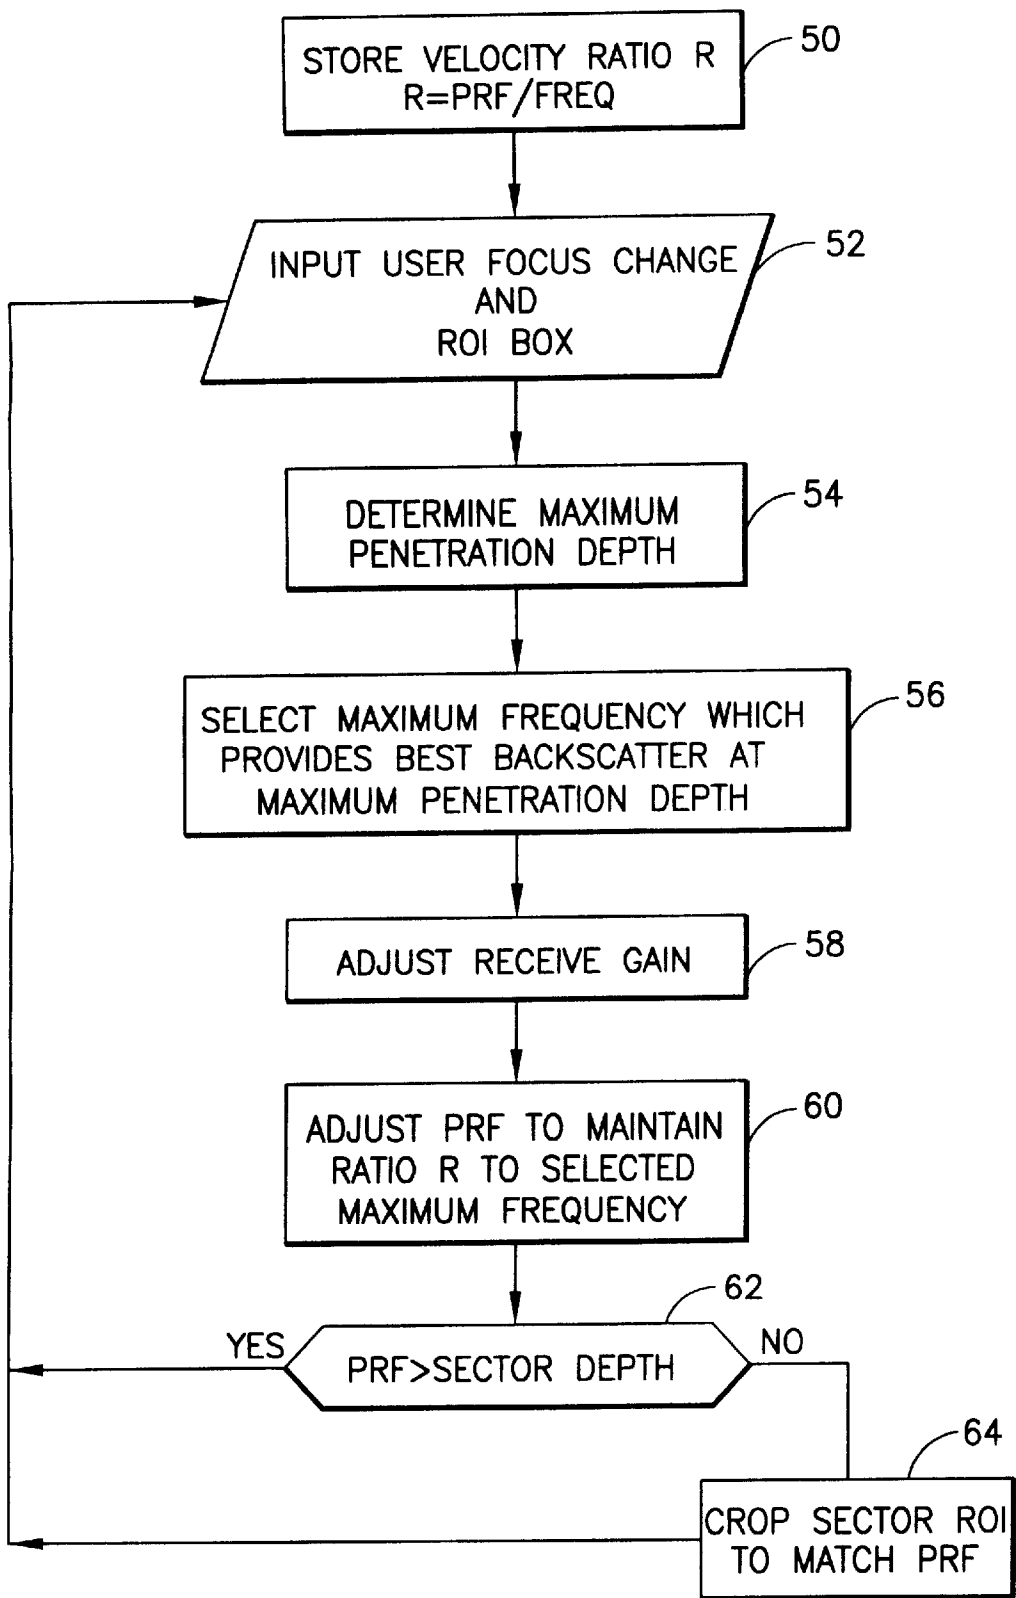 50
STORE VELOCITY RATIO R
R=PRF/FREQ
52
INPUT USER FOCUS CHANGE
AND
ROI BOX
54
DETERMINE MAXIMUM
PENETRATION DEPTH
56
SELECT MAXIMUM FREQUENCY WHICH
PROVIDES BEST BACKSCATTER AT
MAXIMUM PENETRATION DEPTH
58
ADJUST RECEIVE GAIN
60
ADJUST PRF TO MAINTAIN
RATIO R TO SELECTED
MAXIMUM FREQUENCY
62
YES
PRF>SECTOR DEPTH
NO
64
CROP SECTOR ROI
TO MATCH PRF